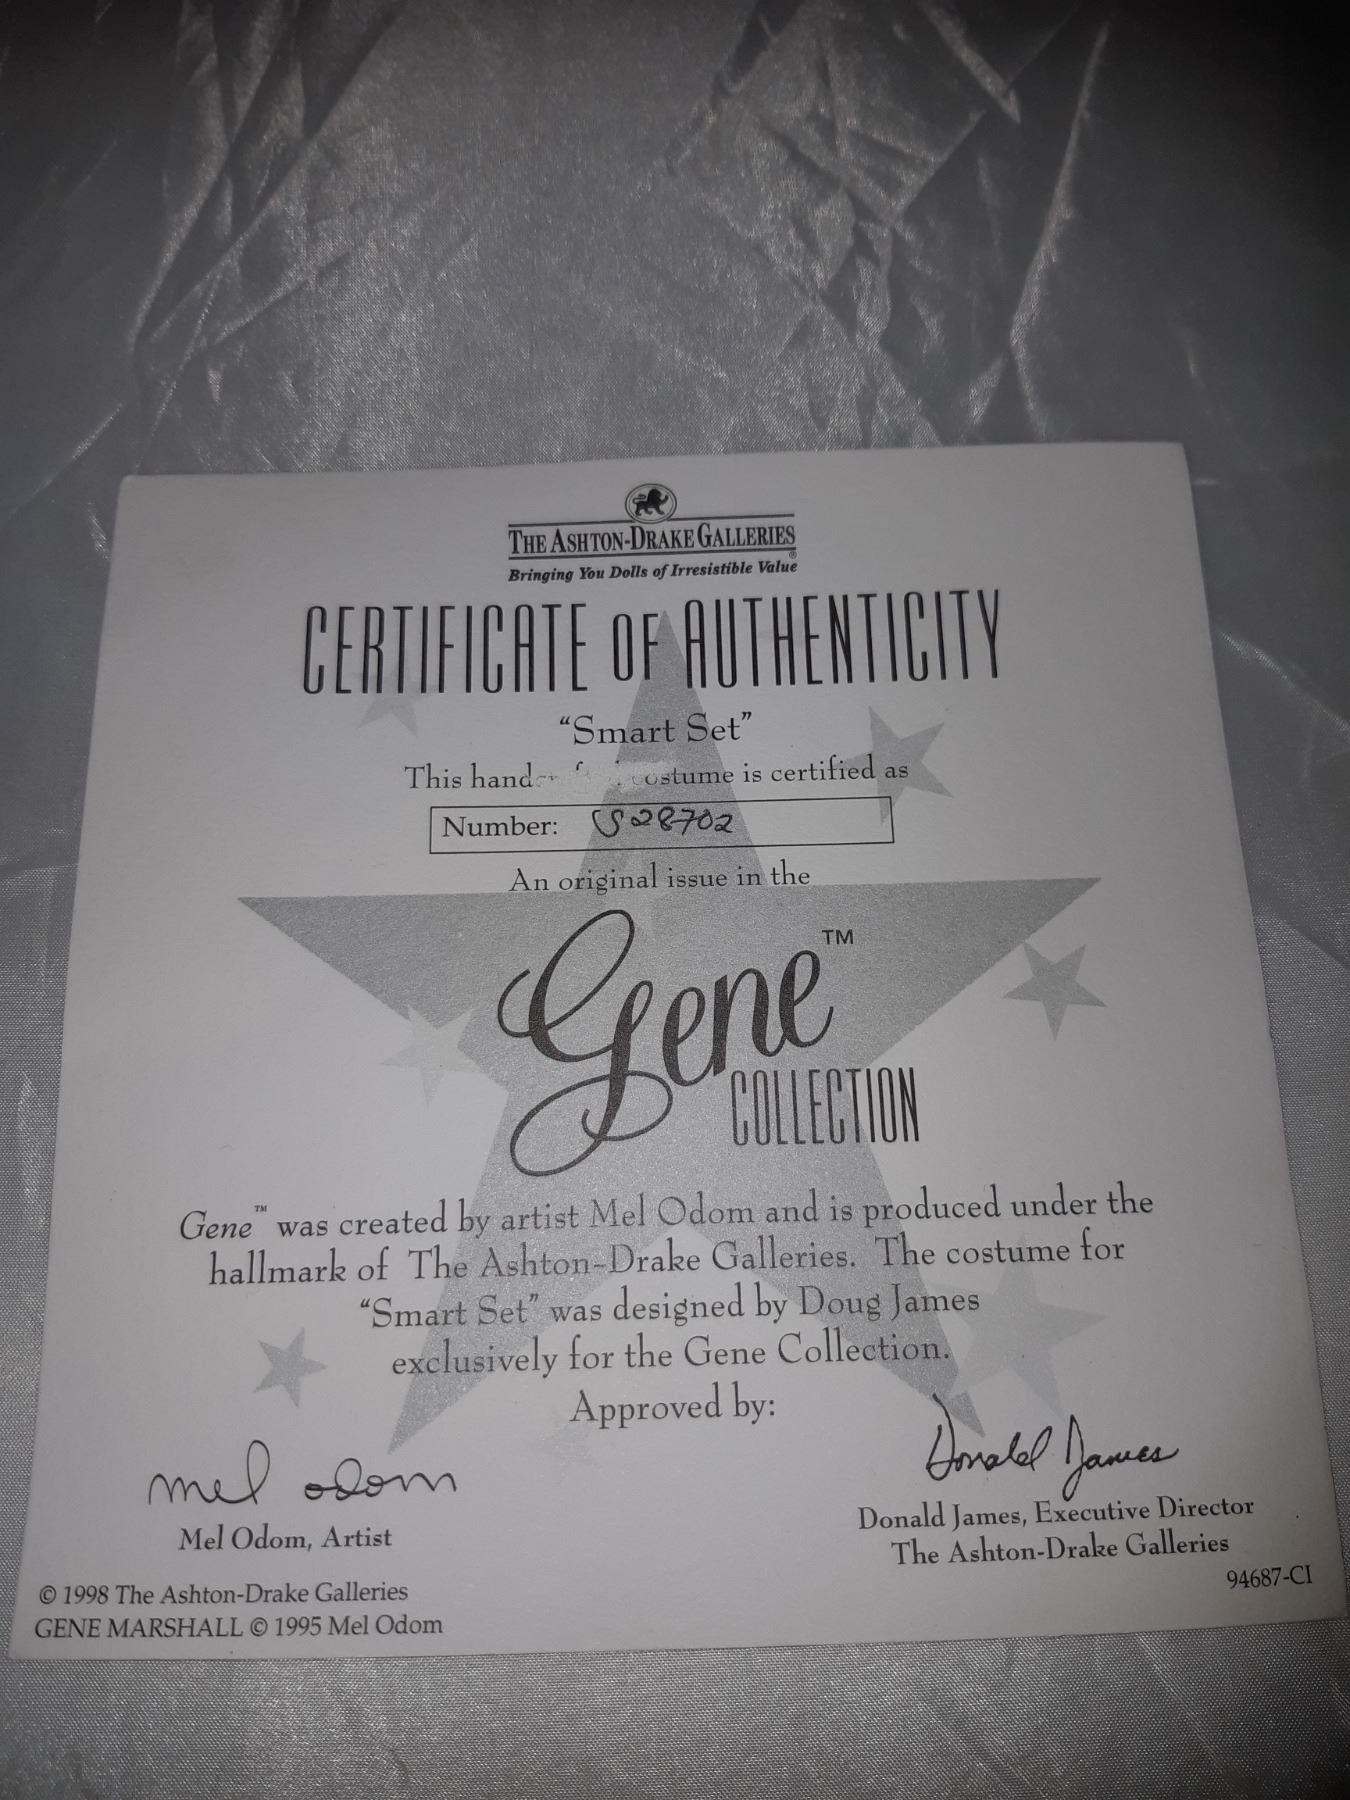 THE ASHTON-DRAKE GALLERIES
®
Bringing You Dolls of Irresistible Value
CERTIFICATE OF AUTHENTICITY
“Smart Set”
This costume is certified as
Number: 28702
An original issue in the
Gene™
COLLECTION
Gene™ was created by artist Mel Odom and is produced under the
hallmark of The Ashton-Drake Galleries. The costume for
“Smart Set” was designed by Doug James
exclusively for the Gene Collection.
Approved by:
mel odom
Donald James
Mel Odom, Artist
Donald James, Executive Director
The Ashton-Drake Galleries
94687-CI
© 1998 The Ashton-Drake Galleries
GENE MARSHALL © 1995 Mel Odom